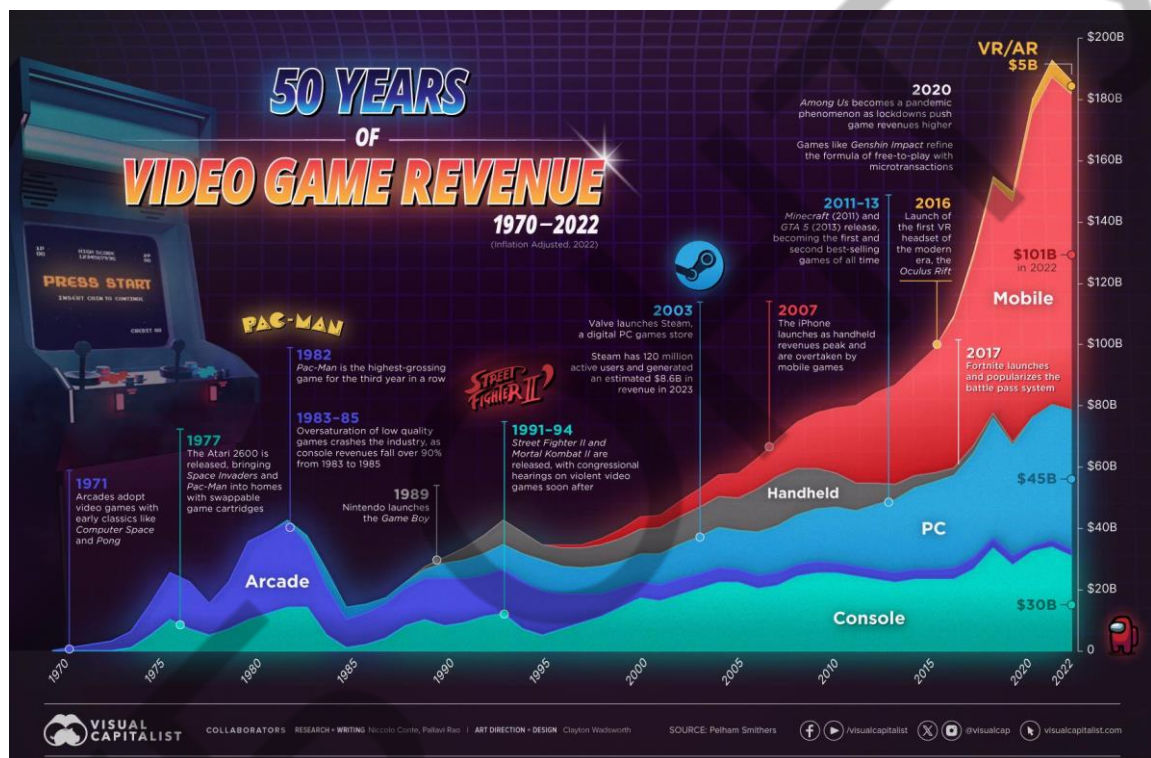 50 YEARS
OF
VIDEO GAME REVENUE
1970–2022
(Inflation Adjusted, 2022)
HIGH SCORE
PRESS START
INSERT COIN TO CONTINUE
CREDIT 00
PAC-MAN
1971
Arcades adopt
video games with
early classics like
Computer Space
and Pong
1977
The Atari 2600 is
released, bringing
Space Invaders and
Pac-Man into homes
with swappable
game cartridges
1982
Pac-Man is the highest-grossing
game for the third year in a row
1983–85
Oversaturation of low quality
games crashes the industry, as
console revenues fall over 90%
from 1983 to 1985
1989
Nintendo launches
the Game Boy
STREET
FIGHTER II
1991–94
Street Fighter II and
Mortal Kombat II are
released, with congressional
hearings on violent video
games soon after
2003
Valve launches Steam,
a digital PC games store
Steam has 120 million
active users and generated
an estimated $8.6B in
revenue in 2023
2007
The iPhone
launches as handheld
revenues peak and
are overtaken by
mobile games
2011–13
Minecraft (2011) and
GTA 5 (2013) release,
becoming the first and
second best-selling
games of all time
2016
Launch of
the first VR
headset of
the modern
era, the
Oculus Rift
2017
Fortnite launches
and popularizes the
battle pass system
2020
Among Us becomes a pandemic
phenomenon as lockdowns push
game revenues higher
Games like Genshin Impact refine
the formula of free-to-play with
microtransactions
VR/AR
$5B
$101B
in 2022
Mobile
$45B
PC
Handheld
Arcade
$30B
Console
$200B
$180B
$160B
$140B
$120B
$100B
$80B
$60B
$40B
$20B
0
1970
1975
1980
1985
1990
1995
2000
2005
2010
2015
2020
2022
VISUAL
CAPITALIST
COLLABORATORS RESEARCH + WRITING Niccolo Conte, Pallavi Rao | ART DIRECTION + DESIGN Clayton Wadsworth
SOURCE: Pelham Smithers
/visualcapitalist
@visualcap
visualcapitalist.com